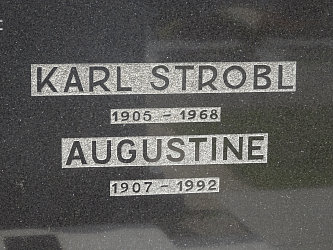 KARL STROBL
1905 – 1968
AUGUSTINE
1907 – 1992